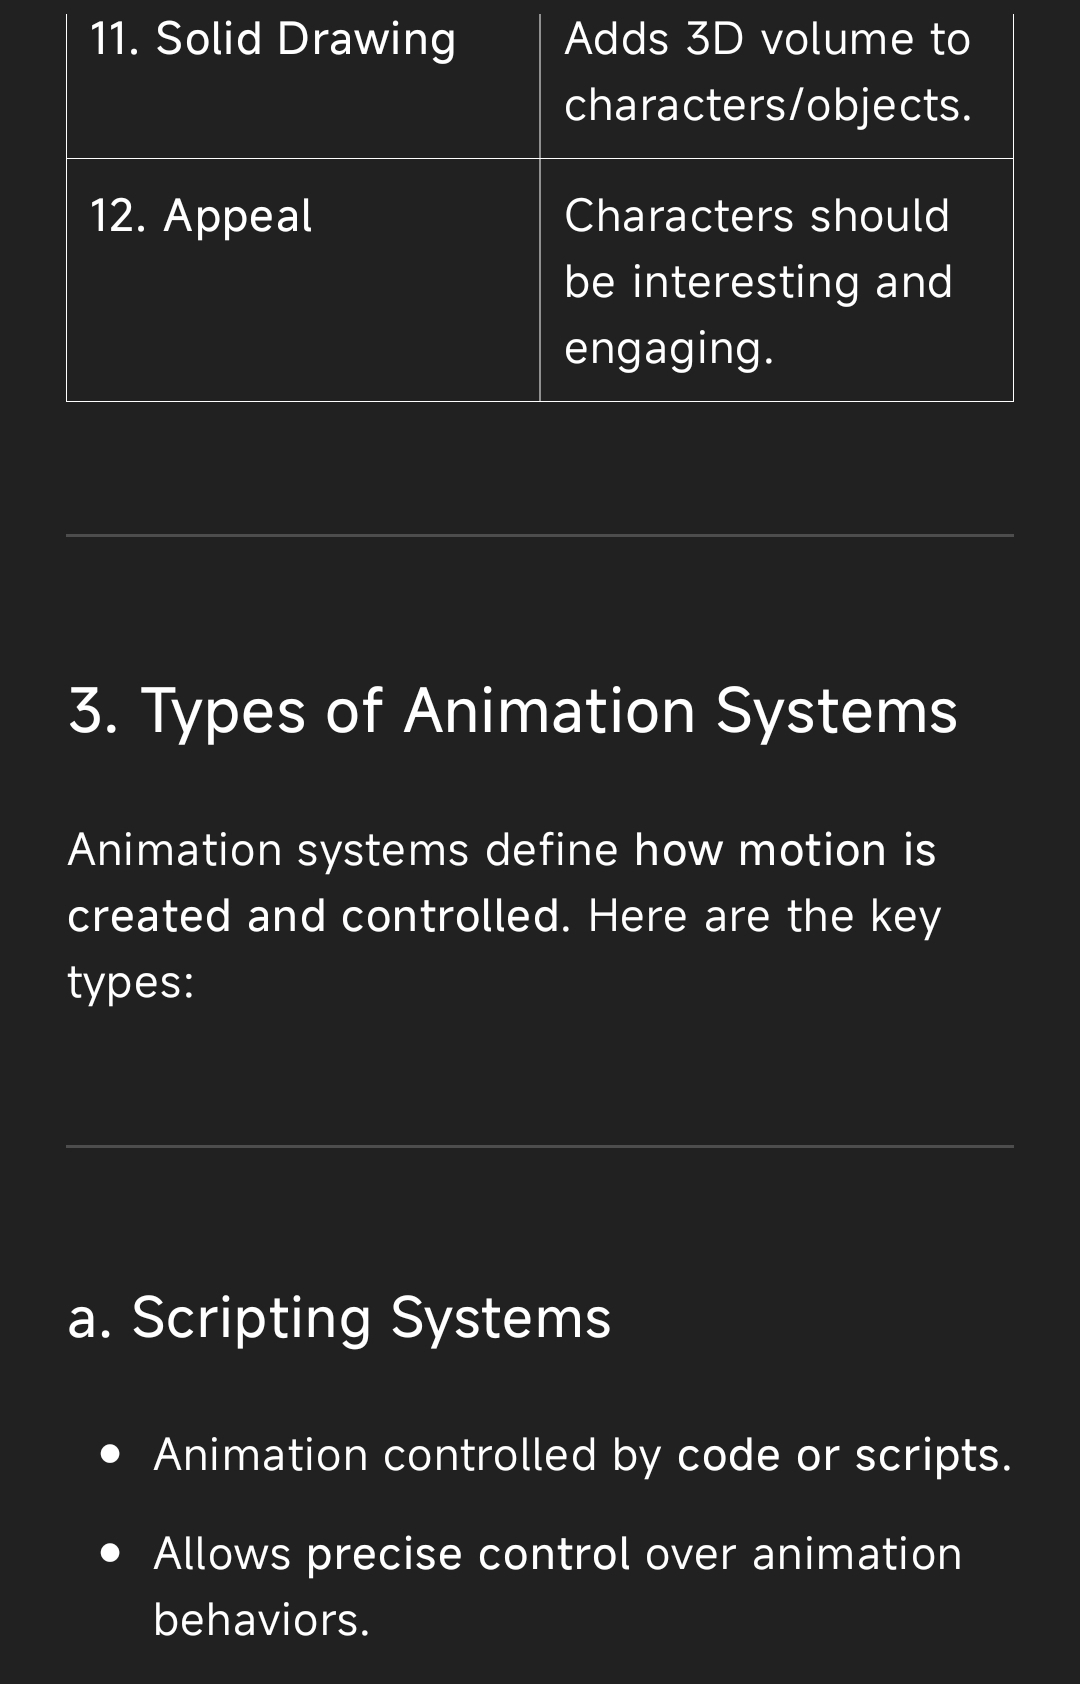 11. Solid Drawing
Adds 3D volume to
characters/objects.
12. Appeal
Characters should
be interesting and
engaging.
3. Types of Animation Systems
Animation systems define how motion is
created and controlled. Here are the key
types:
a. Scripting Systems
• Animation controlled by code or scripts.
• Allows precise control over animation
behaviors.